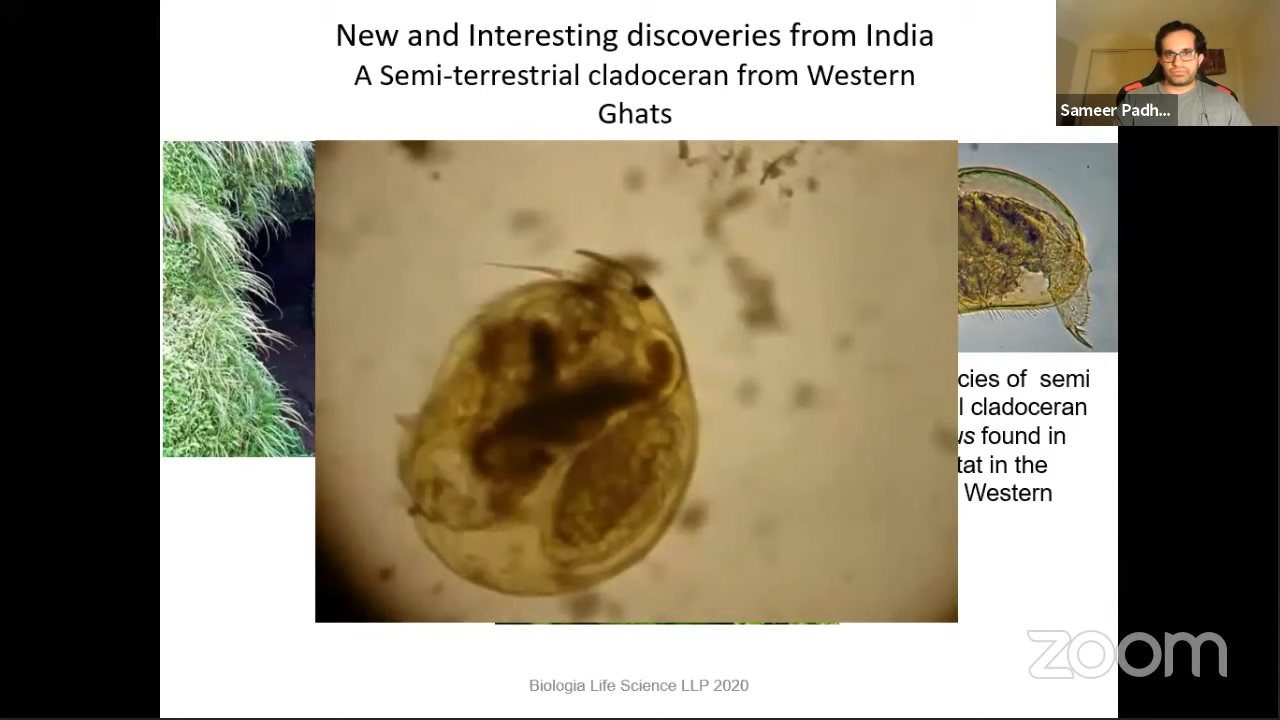 New and Interesting discoveries from India
A Semi-terrestrial cladoceran from Western
Ghats
Sameer Padh...
cies of semi
l cladoceran
us found in
tat in the
Western
Biologia Life Science LLP 2020
zoom